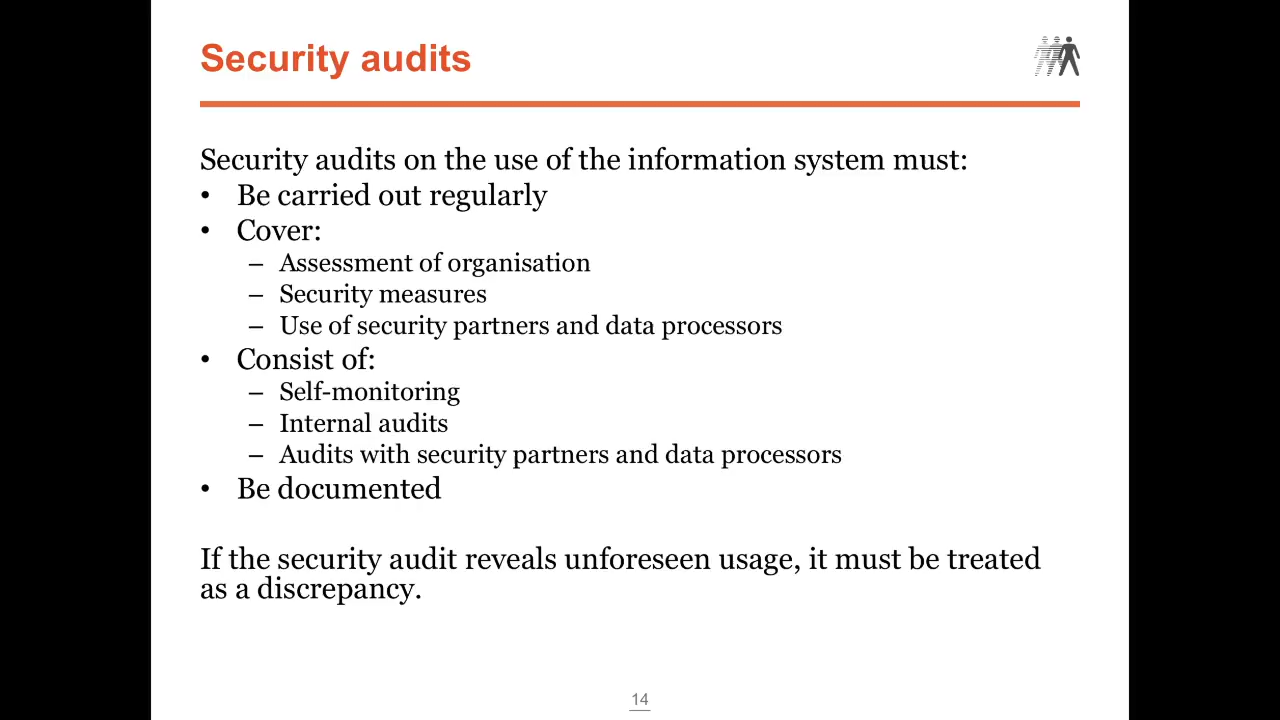 Security audits
Security audits on the use of the information system must:
• Be carried out regularly
• Cover:
– Assessment of organisation
– Security measures
– Use of security partners and data processors
• Consist of:
– Self-monitoring
– Internal audits
– Audits with security partners and data processors
• Be documented
If the security audit reveals unforeseen usage, it must be treated
as a discrepancy.
14